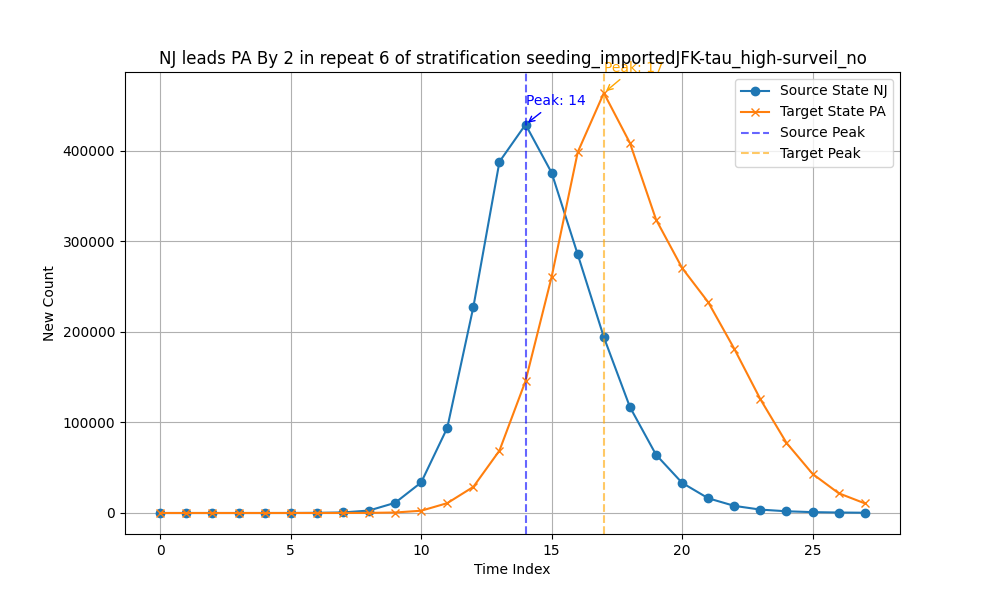 NJ leads PA By 2 in repeat 6 of stratification seeding_importedJFK-tau_high-surveil_no
Peak: 17
Peak: 14
Source State NJ
Target State PA
Source Peak
Target Peak
New Count
400000
300000
200000
100000
0
0 5 10 15 20 25
Time Index